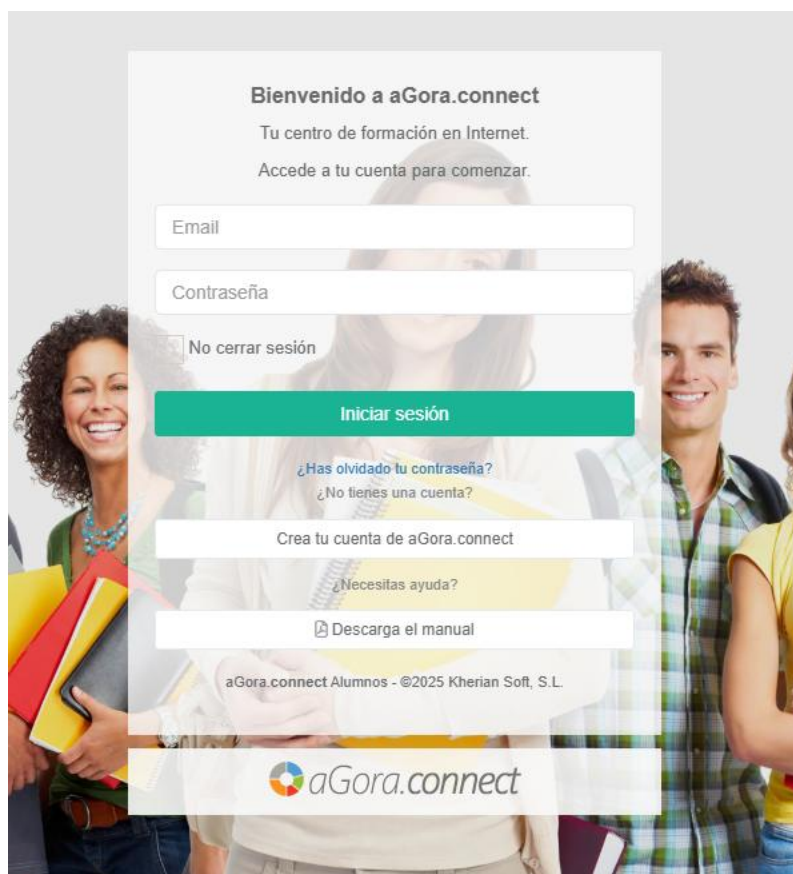 Bienvenido a aGora.connect
Tu centro de formación en Internet.
Accede a tu cuenta para comenzar.
Email
Contraseña
No cerrar sesión
Iniciar sesión
¿Has olvidado tu contraseña?
¿No tienes una cuenta?
Crea tu cuenta de aGora.connect
¿Necesitas ayuda?
Descarga el manual
aGora.connect Alumnos - ©2025 Kherian Soft, S.L.
aGora.connect